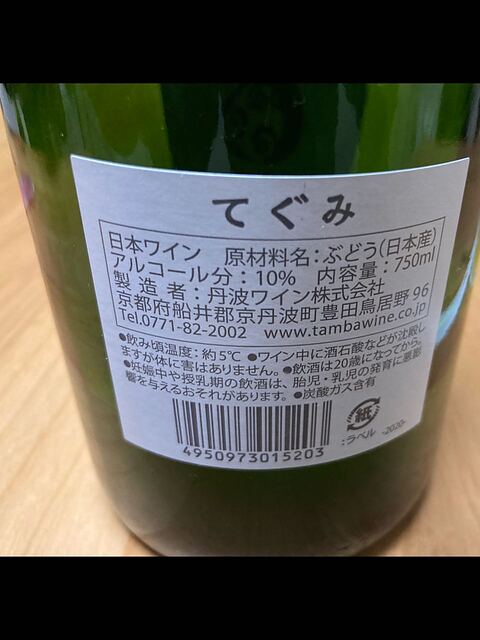 てぐみ
日本ワイン　原材料名：ぶどう（日本産）
アルコール分：10%　内容量：750ml
製造者：丹波ワイン株式会社
京都府船井郡京丹波町豊田鳥居野96
Tel.0771-82-2002　www.tambawine.co.jp
●飲み頃温度：約5℃　●ワイン中に酒石酸などが沈殿し
ますが体に害はありません。●飲酒は20歳になってから。
●妊娠中や授乳期の飲酒は、胎児・乳児の発育に悪影
響を与えるおそれがあります。●炭酸ガス含有
紙
：ラベル
-2020-
4950973015203